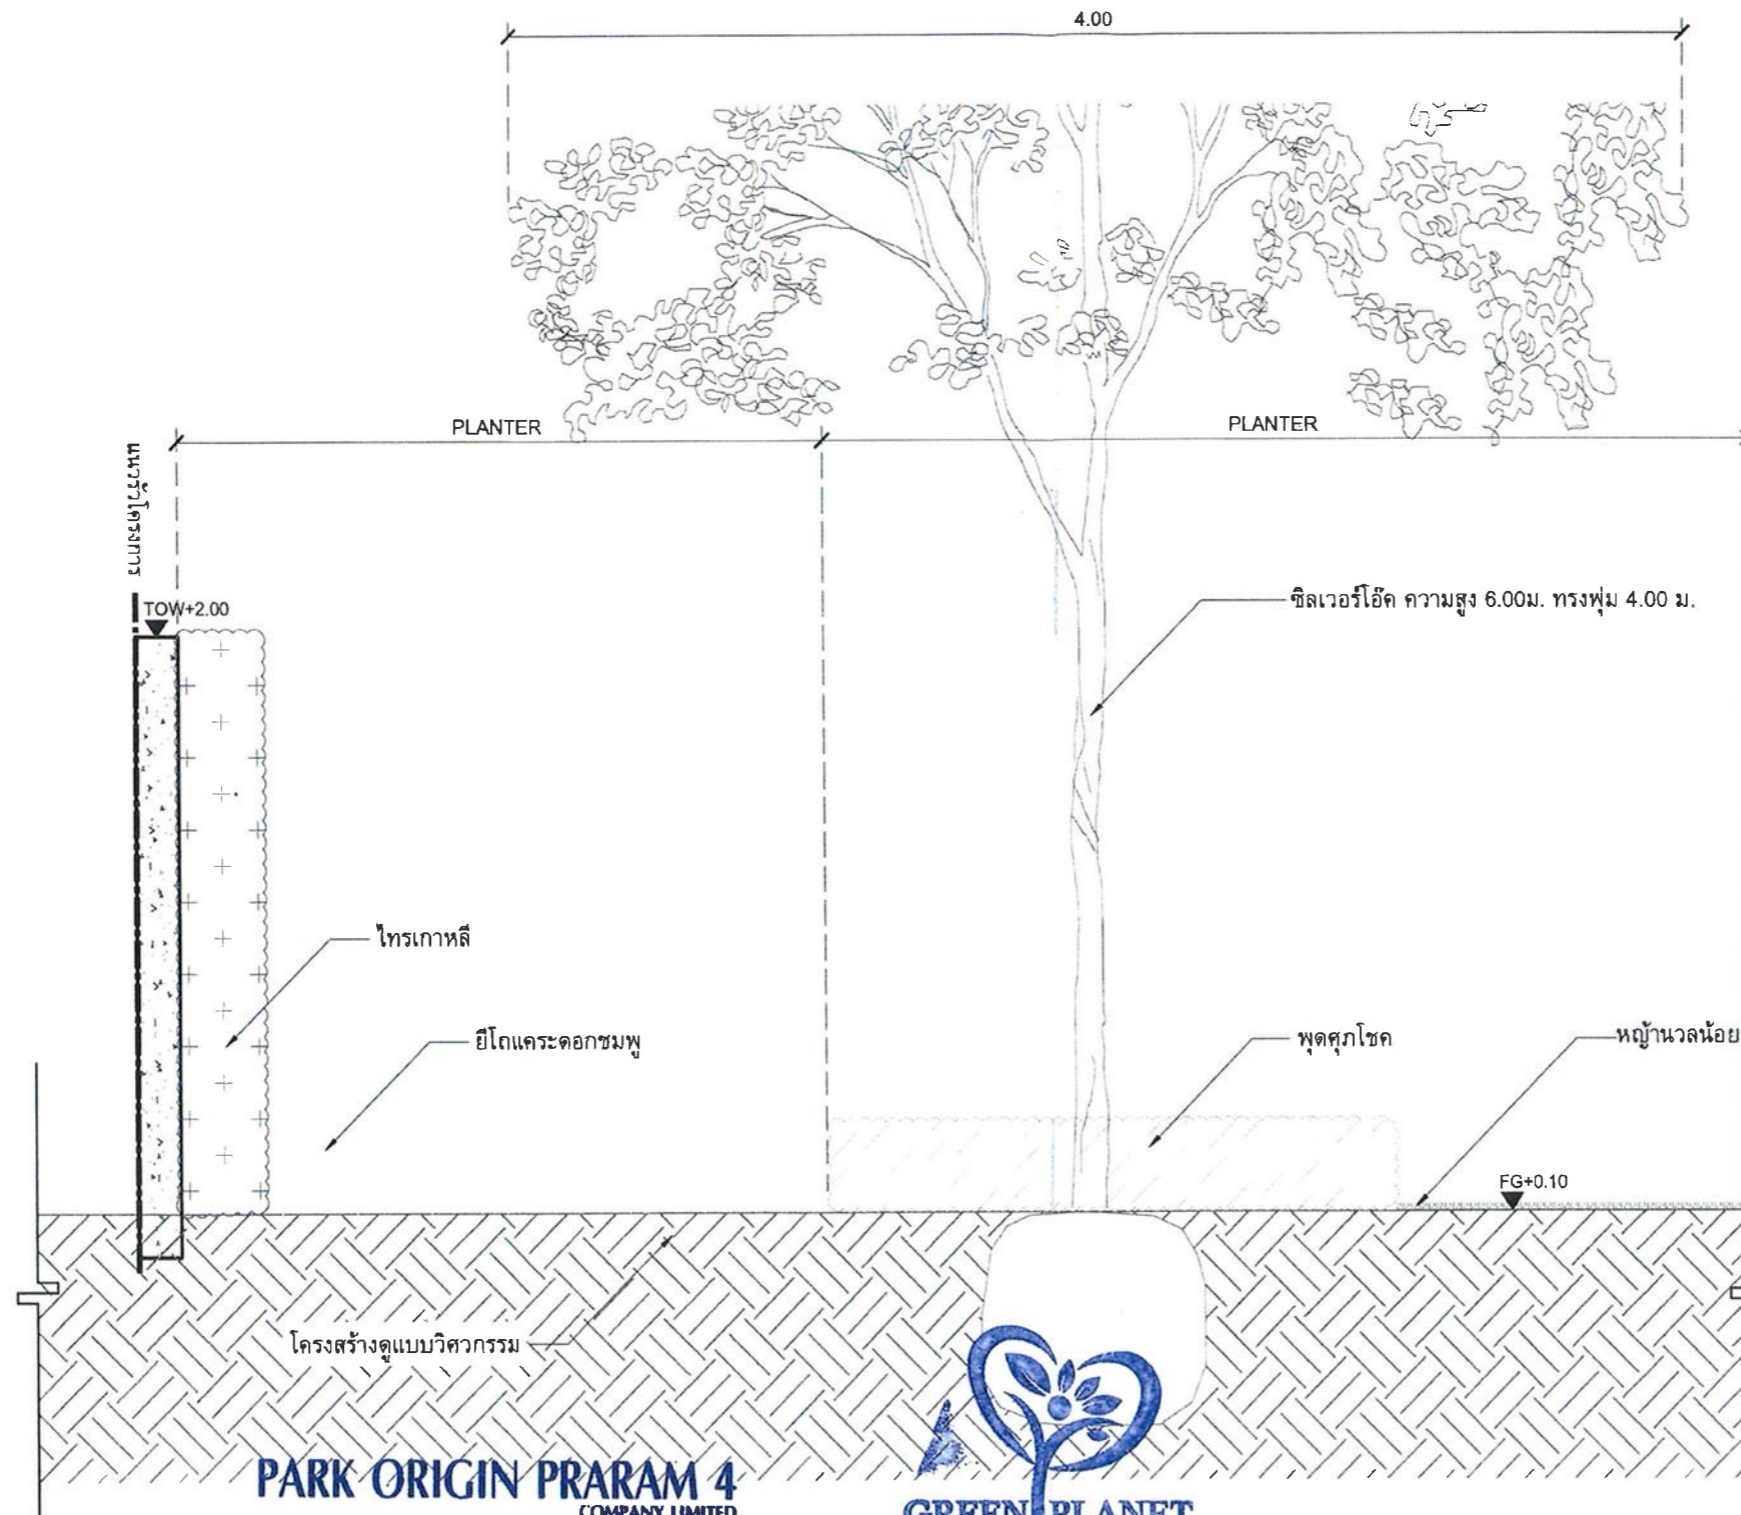 4.00
PLANTER
PLANTER
แนวรั้วโครงการ
TOW+2.00
ซิลเวอร์โอ๊ค ความสูง 6.00ม. ทรงพุ่ม 4.00 ม.
ไทรเกาหลี
ยี่โถแคระดอกชมพู
พุดศุภโชค
หญ้านวลน้อย
FG+0.10
โครงสร้างดูแบบวิศวกรรม
PARK ORIGIN PRARAM 4
COMPANY LIMITED
GREEN PLANET